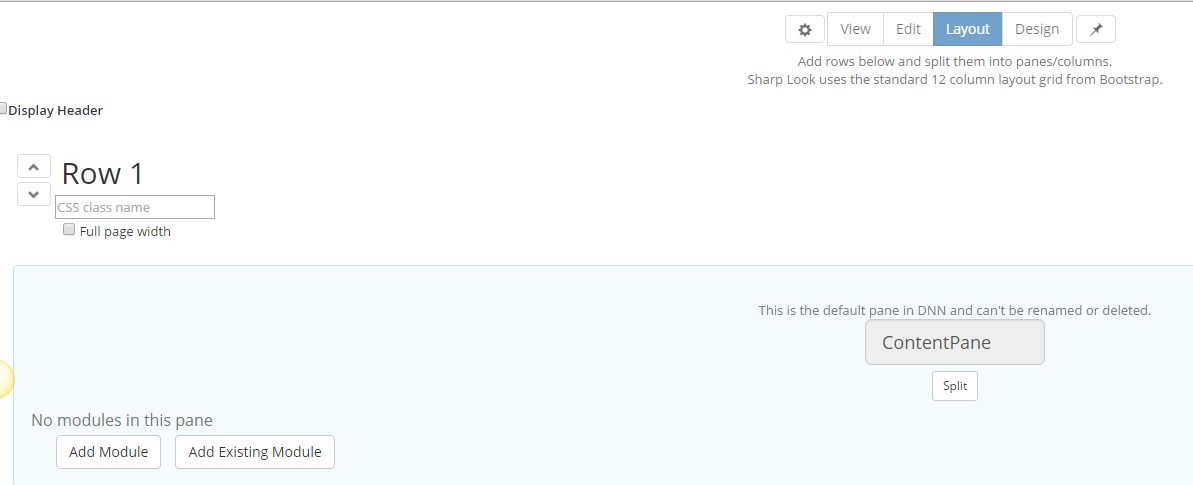 View Edit Layout Design
Add rows below and split them into panes/columns.
Sharp Look uses the standard 12 column layout grid from Bootstrap.
Display Header
Row 1
CSS class name
Full page width
This is the default pane in DNN and can't be renamed or deleted.
ContentPane
Split
No modules in this pane
Add Module Add Existing Module